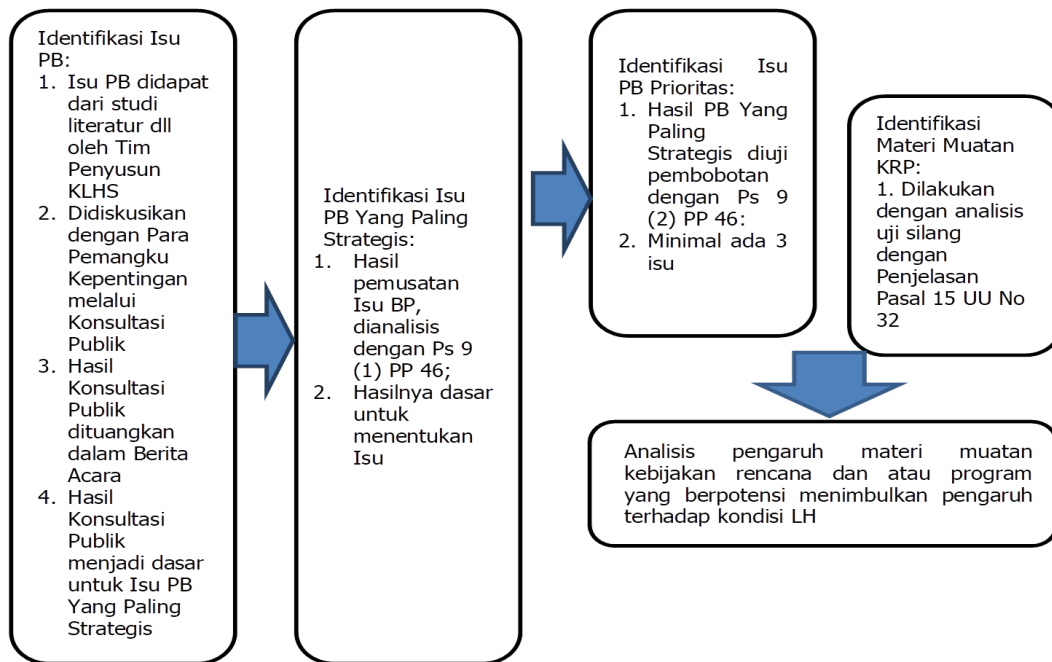 Identifikasi Isu
PB:
1. Isu PB didapat
dari studi
literatur dll
oleh Tim
Penyusun
KLHS
2. Didiskusikan
dengan Para
Pemangku
Kepentingan
melalui
Konsultasi
Publik
3. Hasil
Konsultasi
Publik
dituangkan
dalam Berita
Acara
4. Hasil
Konsultasi
Publik
menjadi dasar
untuk Isu PB
Yang Paling
Strategis
Identifikasi Isu
PB Yang Paling
Strategis:
1. Hasil
pemusatan
Isu BP,
dianalisis
dengan Ps 9
(1) PP 46;
2. Hasilnya dasar
untuk
menentukan
Isu
Identifikasi Isu
PB Prioritas:
1. Hasil PB Yang
Paling
Strategis diuji
pembobotan
dengan Ps 9
(2) PP 46:
2. Minimal ada 3
isu
Identifikasi
Materi Muatan
KRP:
1. Dilakukan
dengan analisis
uji silang
dengan
Penjelasan
Pasal 15 UU No
32
Analisis pengaruh materi muatan
kebijakan rencana dan atau program
yang berpotensi menimbulkan pengaruh
terhadap kondisi LH